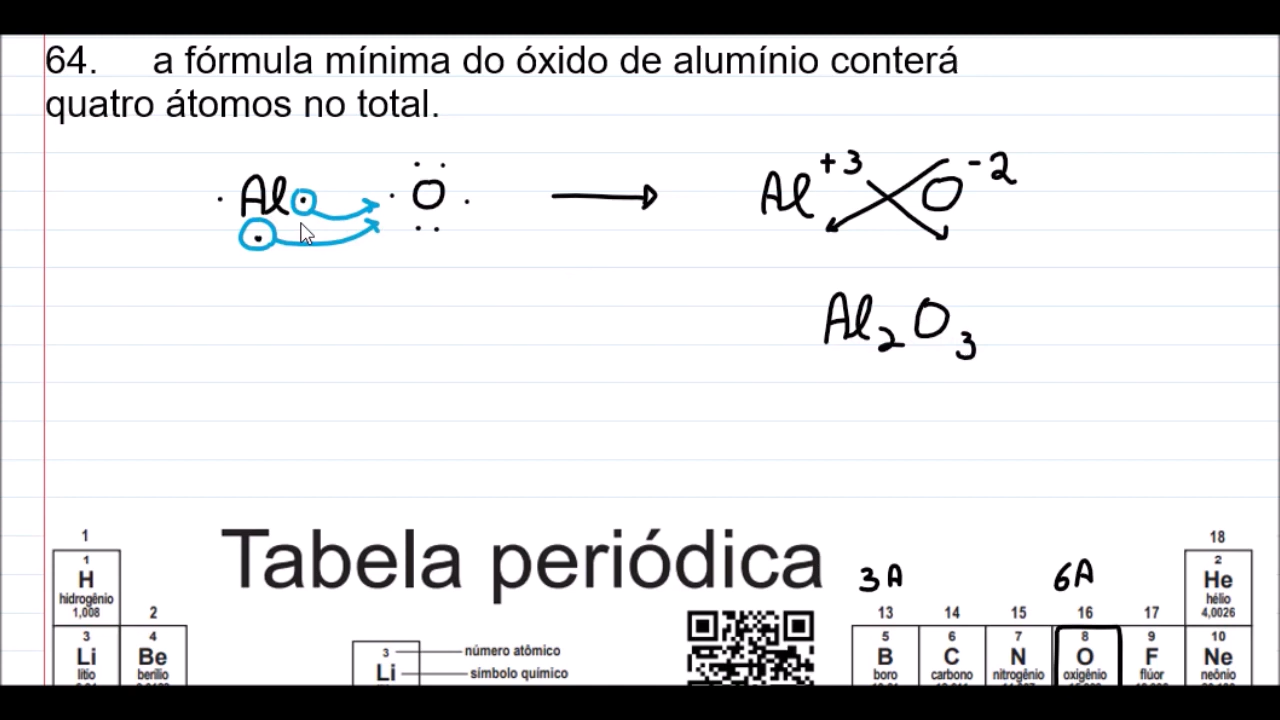 64. a fórmula mínima do óxido de alumínio conterá
quatro átomos no total.
Al O Al+3 O-2
Al2O3
Tabela periódica
3A 6A
1 18
1 2
H He
hidrogênio hélio
1,008 4,0026
2 13 14 15 16 17
3 4 3 5 6 7 8 9 10
número atômico
Li Be Li B C N O F Ne
símbolo químico
lítio berílio boro carbono nitrogênio oxigênio flúor neônio